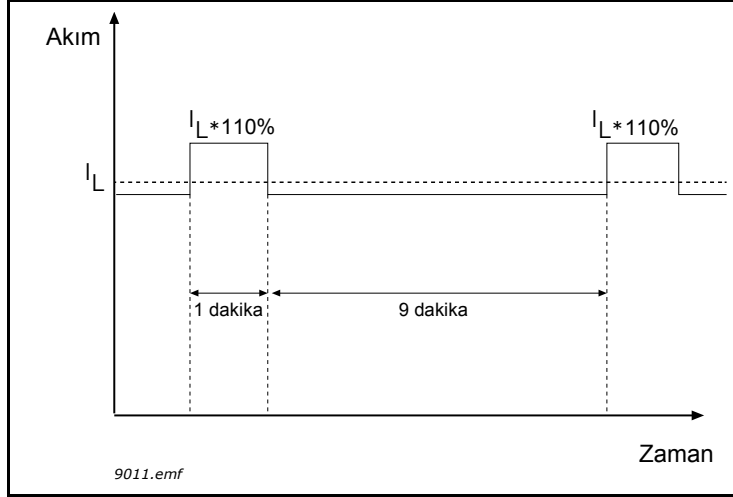 Akım
I_L*110% I_L*110%
I_L
1 dakika 9 dakika
Zaman
9011.emf